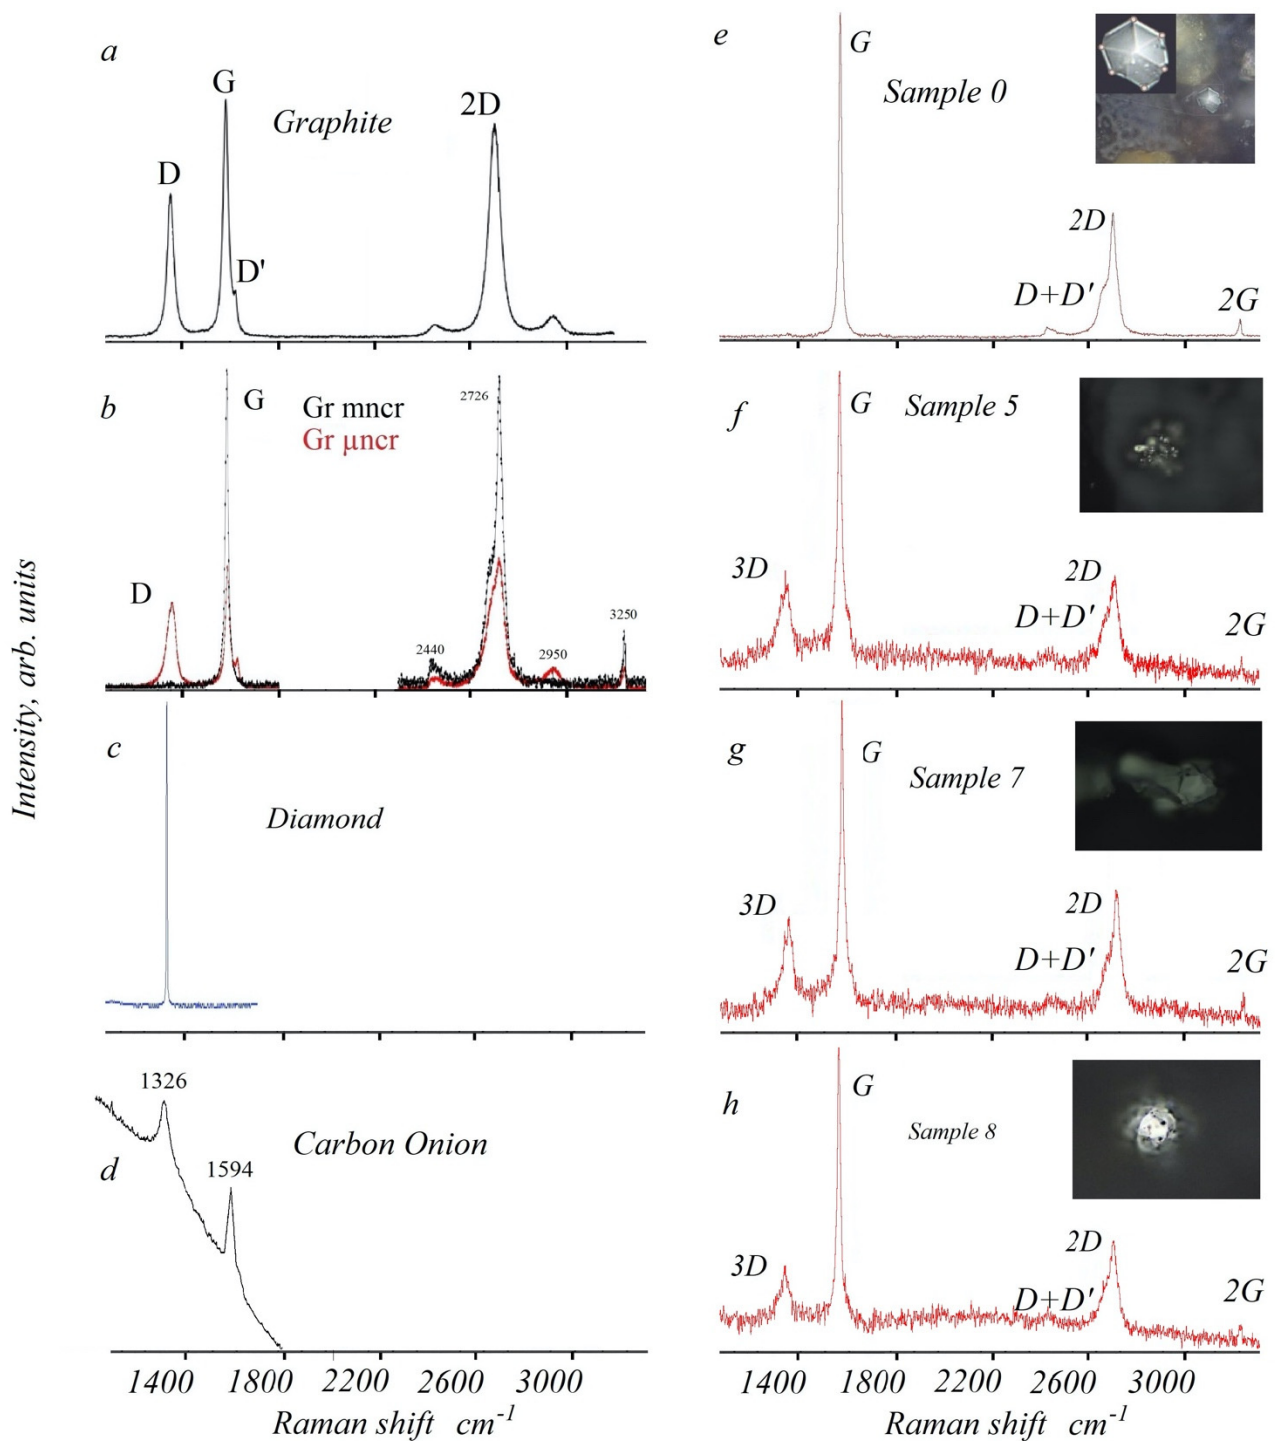 Intensity, arb. units
a
D
G
D'
Graphite
2D
b
D
G
Gr mncr
Gr μncr
2726
2440
2950
3250
c
Diamond
d
1326
1594
Carbon Onion
1400 1800 2200 2600 3000
Raman shift cm⁻¹
e
G
Sample 0
2D
D+D'
2G
f
G
Sample 5
3D
2D
D+D'
2G
g
G
Sample 7
3D
2D
D+D'
2G
h
G
Sample 8
3D
2D
D+D'
2G
1400 1800 2200 2600 3000
Raman shift cm⁻¹